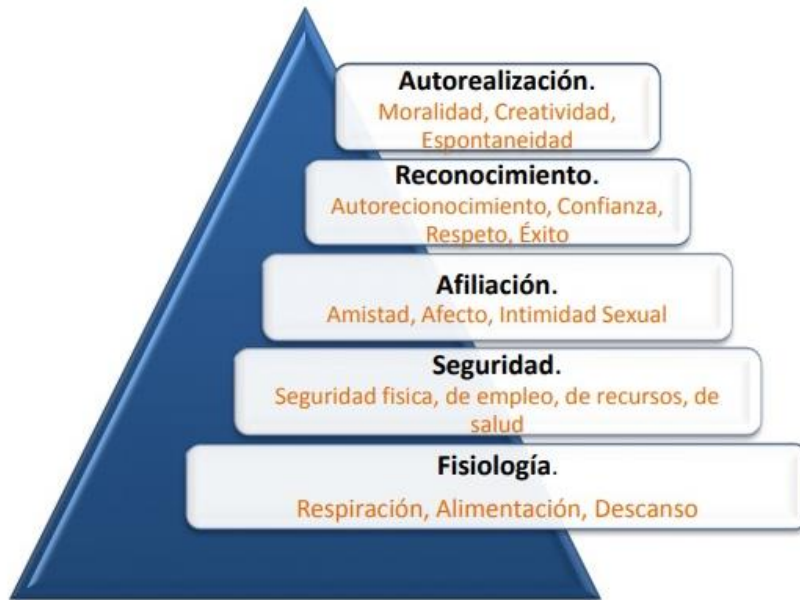 Autorealización.
Moralidad, Creatividad,
Espontaneidad
Reconocimiento.
Autorecionocimiento, Confianza,
Respeto, Éxito
Afiliación.
Amistad, Afecto, Intimidad Sexual
Seguridad.
Seguridad fisica, de empleo, de recursos, de
salud
Fisiología.
Respiración, Alimentación, Descanso